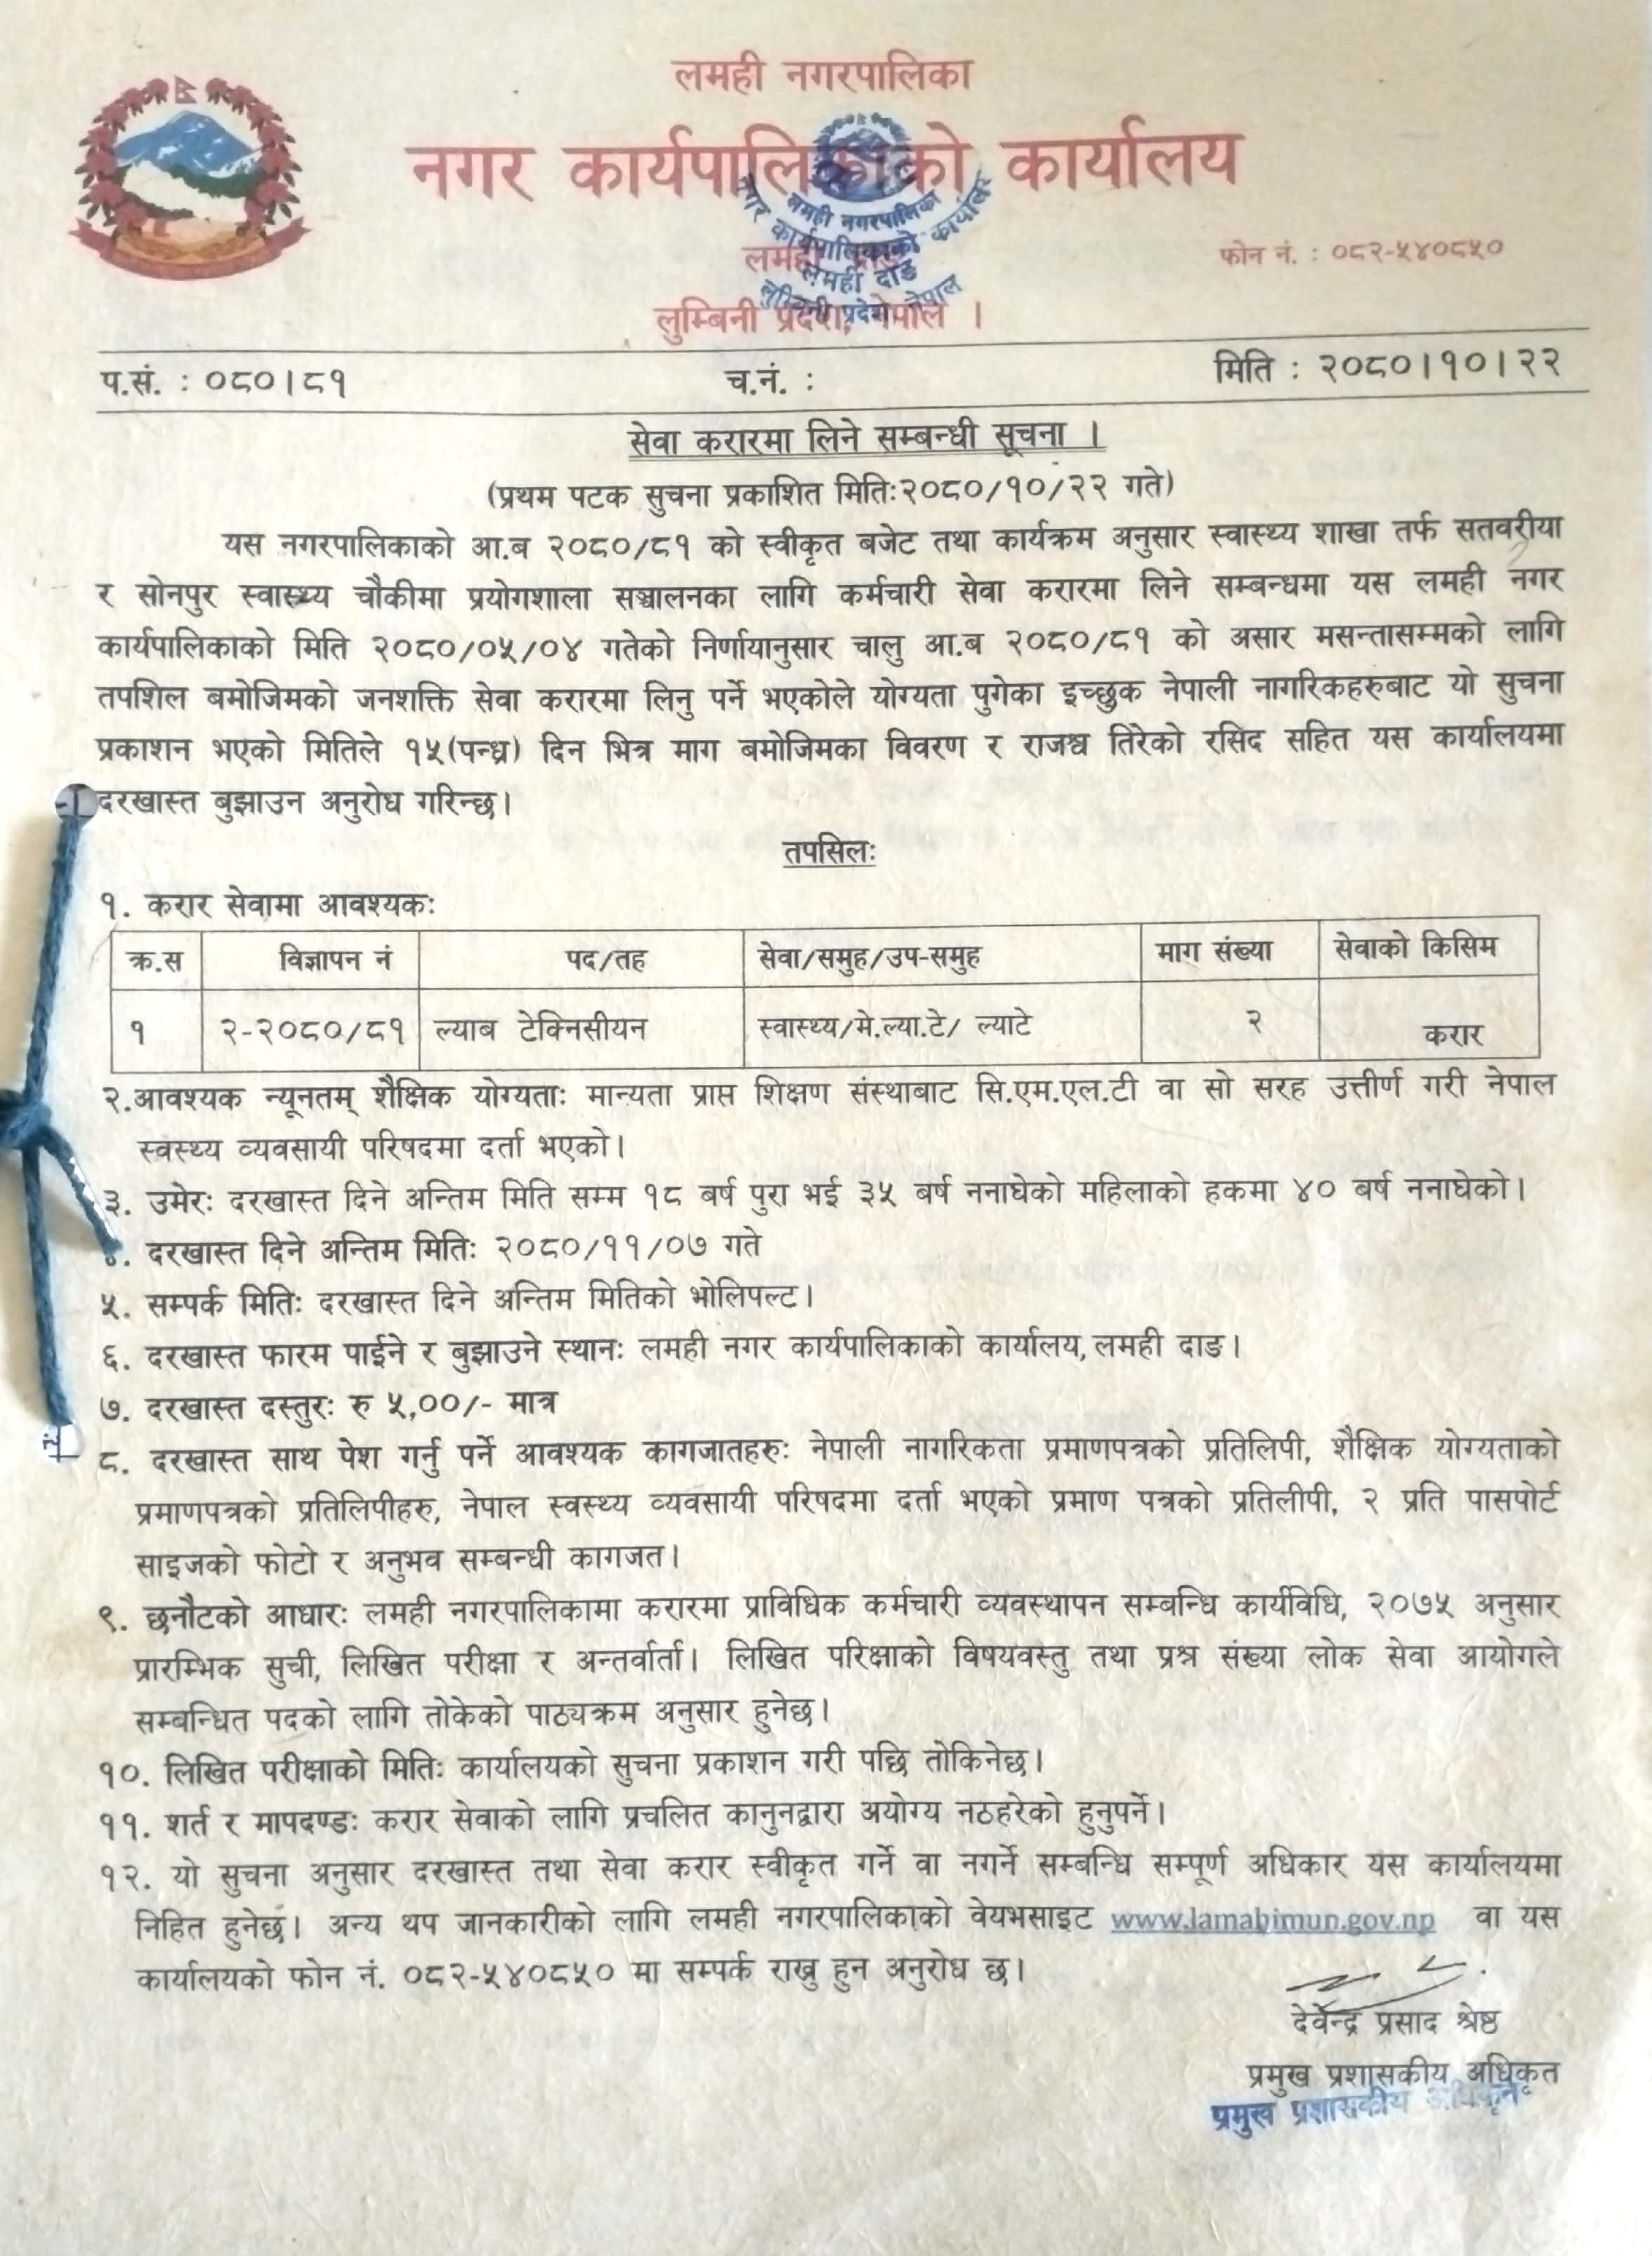 लमही नगरपालिका
नगर कार्यपालिकाको कार्यालय
लमही नगरपालिका
नगर कार्यपालिकाको कार्यालय
लमही दाङ
लुम्बिनी प्रदेश नेपाल
लमही
फोन नं. : ०८२-५४०८५०
लुम्बिनी प्रदेश, नेपाल ।
प.सं. : ०८०।८१ च.नं. : मिति : २०८०।१०।२२
सेवा करारमा लिने सम्बन्धी सूचना ।
(प्रथम पटक सुचना प्रकाशित मितिः२०८०/१०/२२ गते)
यस नगरपालिकाको आ.ब २०८०/८१ को स्वीकृत बजेट तथा कार्यक्रम अनुसार स्वास्थ्य शाखा तर्फ सतवरीया
र सोनपुर स्वास्थ्य चौकीमा प्रयोगशाला सञ्चालनका लागि कर्मचारी सेवा करारमा लिने सम्बन्धमा यस लमही नगर
कार्यपालिकाको मिति २०८०/०५/०४ गतेको निर्णायानुसार चालु आ.ब २०८०/८१ को असार मसन्तासम्मको लागि
तपशिल बमोजिमको जनशक्ति सेवा करारमा लिनु पर्ने भएकोले योग्यता पुगेका इच्छुक नेपाली नागरिकहरुबाट यो सुचना
प्रकाशन भएको मितिले १५(पन्ध्र) दिन भित्र माग बमोजिमका विवरण र राजश्व तिरेको रसिद सहित यस कार्यालयमा
दरखास्त बुझाउन अनुरोध गरिन्छ।
तपसिलः
१. करार सेवामा आवश्यकः
क्र.स विज्ञापन नं पद/तह सेवा/समुह/उप-समुह माग संख्या सेवाको किसिम
१ २-२०८०/८१ ल्याब टेक्निसीयन स्वास्थ्य/मे.ल्या.टे/ ल्याटे २ करार
२.आवश्यक न्यूनतम् शैक्षिक योग्यताः मान्यता प्राप्त शिक्षण संस्थाबाट सि.एम.एल.टी वा सो सरह उत्तीर्ण गरी नेपाल
स्वस्थ्य व्यवसायी परिषदमा दर्ता भएको।
३. उमेरः दरखास्त दिने अन्तिम मिति सम्म १८ बर्ष पुरा भई ३५ बर्ष ननाघेको महिलाको हकमा ४० बर्ष ननाघेको।
४. दरखास्त दिने अन्तिम मितिः २०८०/११/०७ गते
५. सम्पर्क मितिः दरखास्त दिने अन्तिम मितिको भोलिपल्ट।
६. दरखास्त फारम पाईने र बुझाउने स्थानः लमही नगर कार्यपालिकाको कार्यालय, लमही दाङ।
७. दरखास्त दस्तुरः रु ५,००/- मात्र
८. दरखास्त साथ पेश गर्नु पर्ने आवश्यक कागजातहरुः नेपाली नागरिकता प्रमाणपत्रको प्रतिलिपी, शैक्षिक योग्यताको
प्रमाणपत्रको प्रतिलिपीहरु, नेपाल स्वस्थ्य व्यवसायी परिषदमा दर्ता भएको प्रमाण पत्रको प्रतिलीपी, २ प्रति पासपोर्ट
साइजको फोटो र अनुभव सम्बन्धी कागजत।
९. छनौटको आधारः लमही नगरपालिकामा करारमा प्राविधिक कर्मचारी व्यवस्थापन सम्बन्धि कार्यविधि, २०७५ अनुसार
प्रारम्भिक सुची, लिखित परीक्षा र अन्तर्वार्ता। लिखित परिक्षाको विषयवस्तु तथा प्रश्न संख्या लोक सेवा आयोगले
सम्बन्धित पदको लागि तोकेको पाठ्यक्रम अनुसार हुनेछ।
१०. लिखित परीक्षाको मितिः कार्यालयको सुचना प्रकाशन गरी पछि तोकिनेछ।
११. शर्त र मापदण्डः करार सेवाको लागि प्रचलित कानुनद्वारा अयोग्य नठहरेको हुनुपर्ने।
१२. यो सुचना अनुसार दरखास्त तथा सेवा करार स्वीकृत गर्ने वा नगर्ने सम्बन्धि सम्पूर्ण अधिकार यस कार्यालयमा
निहित हुनेछ। अन्य थप जानकारीको लागि लमही नगरपालिकाको वेयभसाइट www.lamahimun.gov.np वा यस
कार्यालयको फोन नं. ०८२-५४०८५० मा सम्पर्क राख्नु हुन अनुरोध छ।
देवेन्द्र प्रसाद श्रेष्ठ
प्रमुख प्रशासकीय अधिकृत
प्रमुख प्रशासकीय अधिकृत